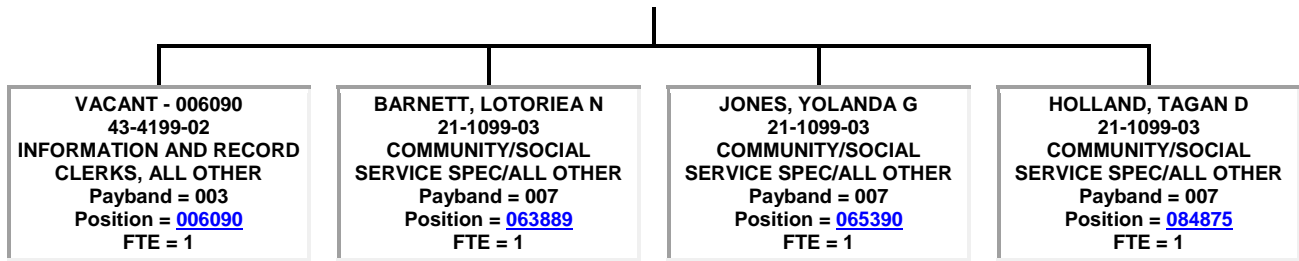 VACANT - 006090
43-4199-02
INFORMATION AND RECORD
CLERKS, ALL OTHER
Payband = 003
Position = 006090
FTE = 1
BARNETT, LOTORIEA N
21-1099-03
COMMUNITY/SOCIAL
SERVICE SPEC/ALL OTHER
Payband = 007
Position = 063889
FTE = 1
JONES, YOLANDA G
21-1099-03
COMMUNITY/SOCIAL
SERVICE SPEC/ALL OTHER
Payband = 007
Position = 065390
FTE = 1
HOLLAND, TAGAN D
21-1099-03
COMMUNITY/SOCIAL
SERVICE SPEC/ALL OTHER
Payband = 007
Position = 084875
FTE = 1